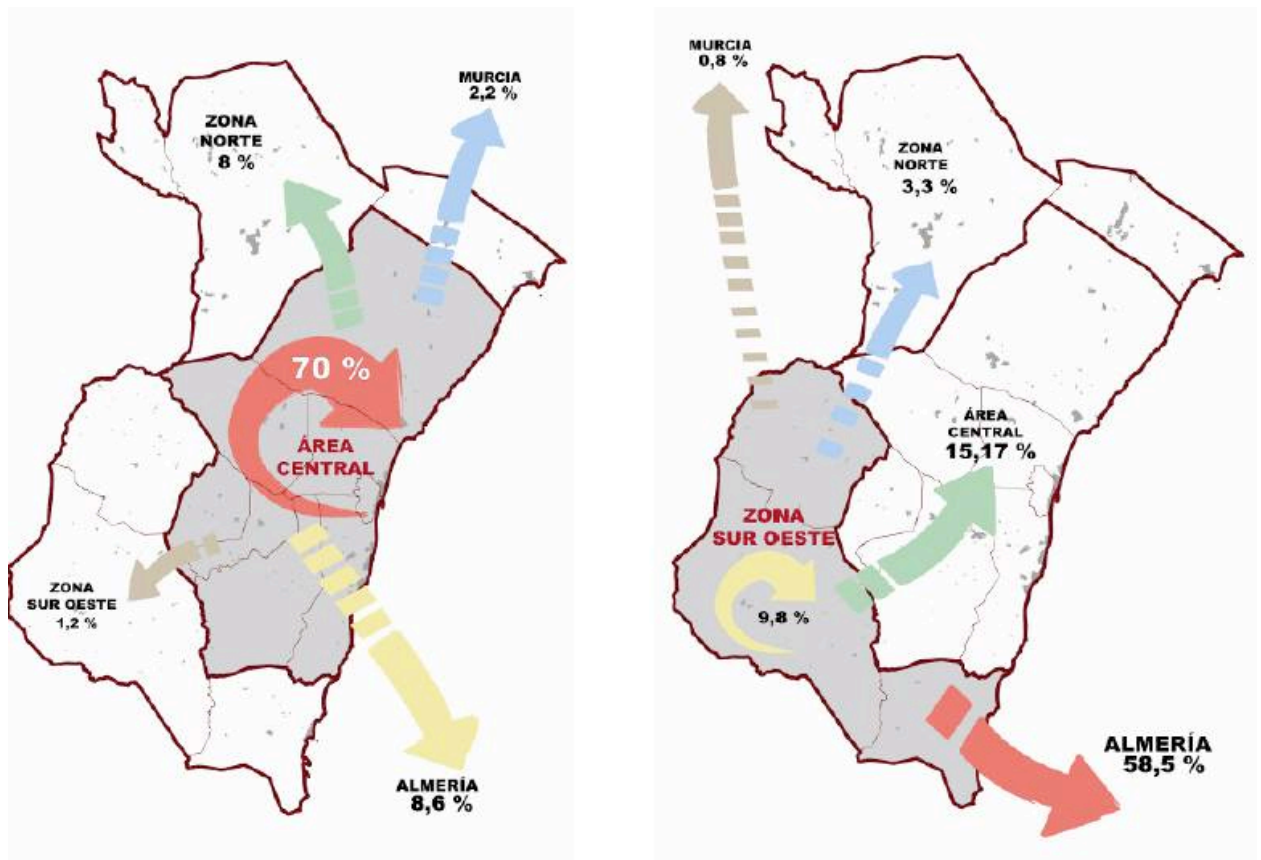 ZONA
NORTE
8 %
MURCIA
2,2 %
70 %
ÁREA
CENTRAL
ZONA
SUR OESTE
1,2 %
ALMERÍA
8,6 %
MURCIA
0,8 %
ZONA
NORTE
3,3 %
ÁREA
CENTRAL
15,17 %
ZONA
SUR OESTE
9,8 %
ALMERÍA
58,5 %